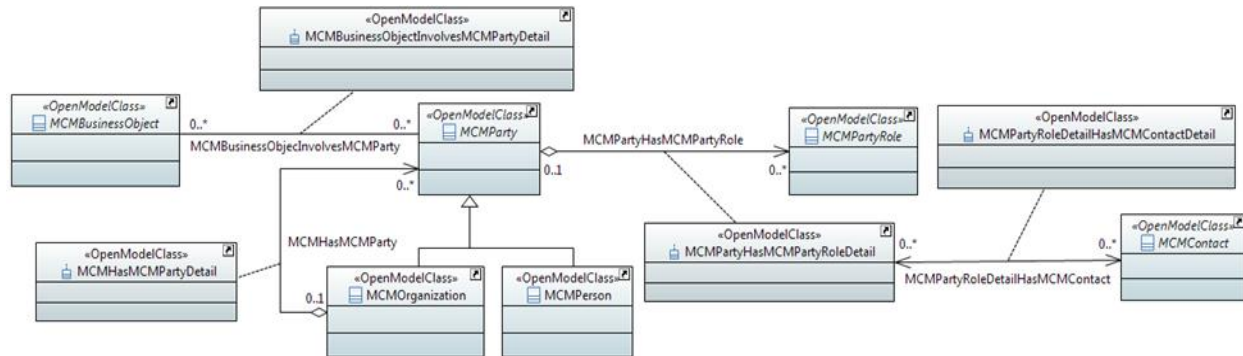 «OpenModelClass»
MCMBusinessObjectInvolvesMCMPartyDetail
«OpenModelClass»
MCMBusinessObject
0..*
0..*
MCMBusinessObjecInvolvesMCMParty
«OpenModelClass»
MCMParty
0..*
0..1
MCMPartyHasMCMPartyRole
0..*
«OpenModelClass»
MCMPartyRole
«OpenModelClass»
MCMPartyRoleDetailHasMCMContactDetail
«OpenModelClass»
MCMHasMCMPartyDetail
MCMHasMCMParty
0..1
«OpenModelClass»
MCMOrganization
«OpenModelClass»
MCMPerson
«OpenModelClass»
MCMPartyHasMCMPartyRoleDetail
0..*
0..*
MCMPartyRoleDetailHasMCMContact
«OpenModelClass»
MCMContact